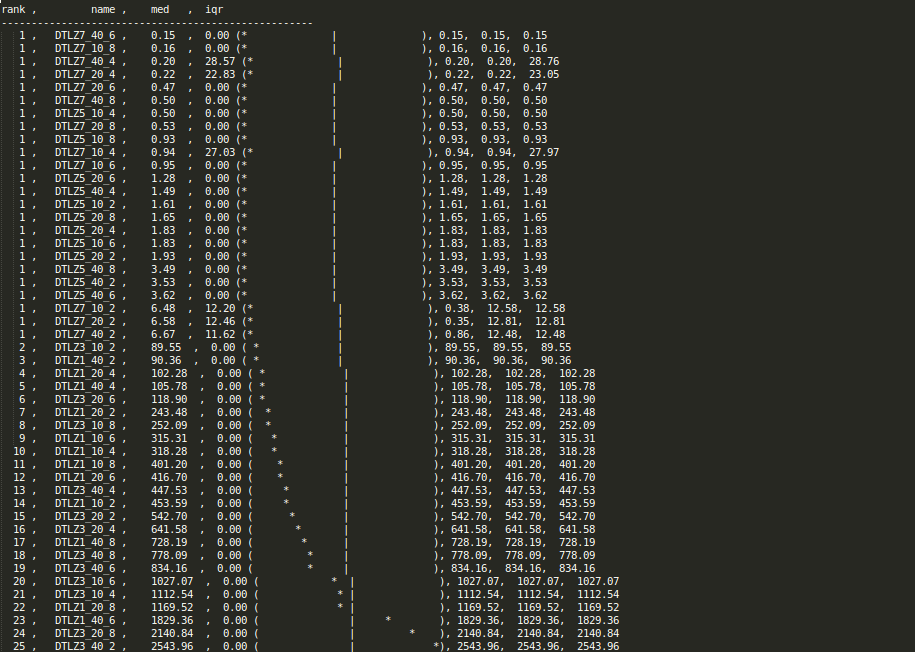 rank ,         name ,    med   ,  iqr
----------------------------------------------------
   1 ,   DTLZ7_40_6 ,    0.15  ,  0.00 (*              |              ), 0.15,  0.15,  0.15
   1 ,   DTLZ7_10_8 ,    0.16  ,  0.00 (*              |              ), 0.16,  0.16,  0.16
   1 ,   DTLZ7_40_4 ,    0.20  ,  28.57 (*              |              ), 0.20,  0.20,  28.76
   1 ,   DTLZ7_20_4 ,    0.22  ,  22.83 (*              |              ), 0.22,  0.22,  23.05
   1 ,   DTLZ7_20_6 ,    0.47  ,  0.00 (*              |              ), 0.47,  0.47,  0.47
   1 ,   DTLZ7_40_8 ,    0.50  ,  0.00 (*              |              ), 0.50,  0.50,  0.50
   1 ,   DTLZ5_10_4 ,    0.50  ,  0.00 (*              |              ), 0.50,  0.50,  0.50
   1 ,   DTLZ7_20_8 ,    0.53  ,  0.00 (*              |              ), 0.53,  0.53,  0.53
   1 ,   DTLZ5_10_8 ,    0.93  ,  0.00 (*              |              ), 0.93,  0.93,  0.93
   1 ,   DTLZ7_10_4 ,    0.94  ,  27.03 (*              |              ), 0.94,  0.94,  27.97
   1 ,   DTLZ7_10_6 ,    0.95  ,  0.00 (*              |              ), 0.95,  0.95,  0.95
   1 ,   DTLZ5_20_6 ,    1.28  ,  0.00 (*              |              ), 1.28,  1.28,  1.28
   1 ,   DTLZ5_40_4 ,    1.49  ,  0.00 (*              |              ), 1.49,  1.49,  1.49
   1 ,   DTLZ5_10_2 ,    1.61  ,  0.00 (*              |              ), 1.61,  1.61,  1.61
   1 ,   DTLZ5_20_8 ,    1.65  ,  0.00 (*              |              ), 1.65,  1.65,  1.65
   1 ,   DTLZ5_20_4 ,    1.83  ,  0.00 (*              |              ), 1.83,  1.83,  1.83
   1 ,   DTLZ5_10_6 ,    1.83  ,  0.00 (*              |              ), 1.83,  1.83,  1.83
   1 ,   DTLZ5_20_2 ,    1.93  ,  0.00 (*              |              ), 1.93,  1.93,  1.93
   1 ,   DTLZ5_40_8 ,    3.49  ,  0.00 (*              |              ), 3.49,  3.49,  3.49
   1 ,   DTLZ5_40_2 ,    3.53  ,  0.00 (*              |              ), 3.53,  3.53,  3.53
   1 ,   DTLZ5_40_6 ,    3.62  ,  0.00 (*              |              ), 3.62,  3.62,  3.62
   1 ,   DTLZ7_10_2 ,    6.48  ,  12.20 (*              |              ), 0.38,  12.58,  12.58
   1 ,   DTLZ7_20_2 ,    6.58  ,  12.46 (*              |              ), 0.35,  12.81,  12.81
   1 ,   DTLZ7_40_2 ,    6.67  ,  11.62 (*              |              ), 0.86,  12.48,  12.48
   2 ,   DTLZ3_10_2 ,    89.55  ,  0.00 ( *             |              ), 89.55,  89.55,  89.55
   3 ,   DTLZ1_40_2 ,    90.36  ,  0.00 ( *             |              ), 90.36,  90.36,  90.36
   4 ,   DTLZ1_20_4 ,    102.28  ,  0.00 ( *             |              ), 102.28,  102.28,  102.28
   5 ,   DTLZ1_40_4 ,    105.78  ,  0.00 ( *             |              ), 105.78,  105.78,  105.78
   6 ,   DTLZ3_20_6 ,    118.90  ,  0.00 ( *             |              ), 118.90,  118.90,  118.90
   7 ,   DTLZ1_20_2 ,    243.48  ,  0.00 (  *            |              ), 243.48,  243.48,  243.48
   8 ,   DTLZ3_10_8 ,    252.09  ,  0.00 (  *            |              ), 252.09,  252.09,  252.09
   9 ,   DTLZ1_10_6 ,    315.31  ,  0.00 (   *           |              ), 315.31,  315.31,  315.31
  10 ,   DTLZ1_10_4 ,    318.28  ,  0.00 (   *           |              ), 318.28,  318.28,  318.28
  11 ,   DTLZ1_10_8 ,    401.20  ,  0.00 (    *          |              ), 401.20,  401.20,  401.20
  12 ,   DTLZ1_20_6 ,    416.70  ,  0.00 (    *          |              ), 416.70,  416.70,  416.70
  13 ,   DTLZ3_40_4 ,    447.53  ,  0.00 (     *         |              ), 447.53,  447.53,  447.53
  14 ,   DTLZ1_10_2 ,    453.59  ,  0.00 (     *         |              ), 453.59,  453.59,  453.59
  15 ,   DTLZ3_20_2 ,    542.70  ,  0.00 (      *        |              ), 542.70,  542.70,  542.70
  16 ,   DTLZ3_20_4 ,    641.58  ,  0.00 (       *       |              ), 641.58,  641.58,  641.58
  17 ,   DTLZ1_40_8 ,    728.19  ,  0.00 (        *      |              ), 728.19,  728.19,  728.19
  18 ,   DTLZ3_40_8 ,    778.09  ,  0.00 (         *     |              ), 778.09,  778.09,  778.09
  19 ,   DTLZ3_40_6 ,    834.16  ,  0.00 (         *     |              ), 834.16,  834.16,  834.16
  20 ,   DTLZ3_10_6 ,    1027.07  ,  0.00 (            *  |              ), 1027.07,  1027.07,  1027.07
  21 ,   DTLZ3_10_4 ,    1112.54  ,  0.00 (             * |              ), 1112.54,  1112.54,  1112.54
  22 ,   DTLZ1_20_8 ,    1169.52  ,  0.00 (             * |              ), 1169.52,  1169.52,  1169.52
  23 ,   DTLZ1_40_6 ,    1829.36  ,  0.00 (               |     *        ), 1829.36,  1829.36,  1829.36
  24 ,   DTLZ3_20_8 ,    2140.84  ,  0.00 (               |         *    ), 2140.84,  2140.84,  2140.84
  25 ,   DTLZ3_40_2 ,    2543.96  ,  0.00 (               |             *), 2543.96,  2543.96,  2543.96